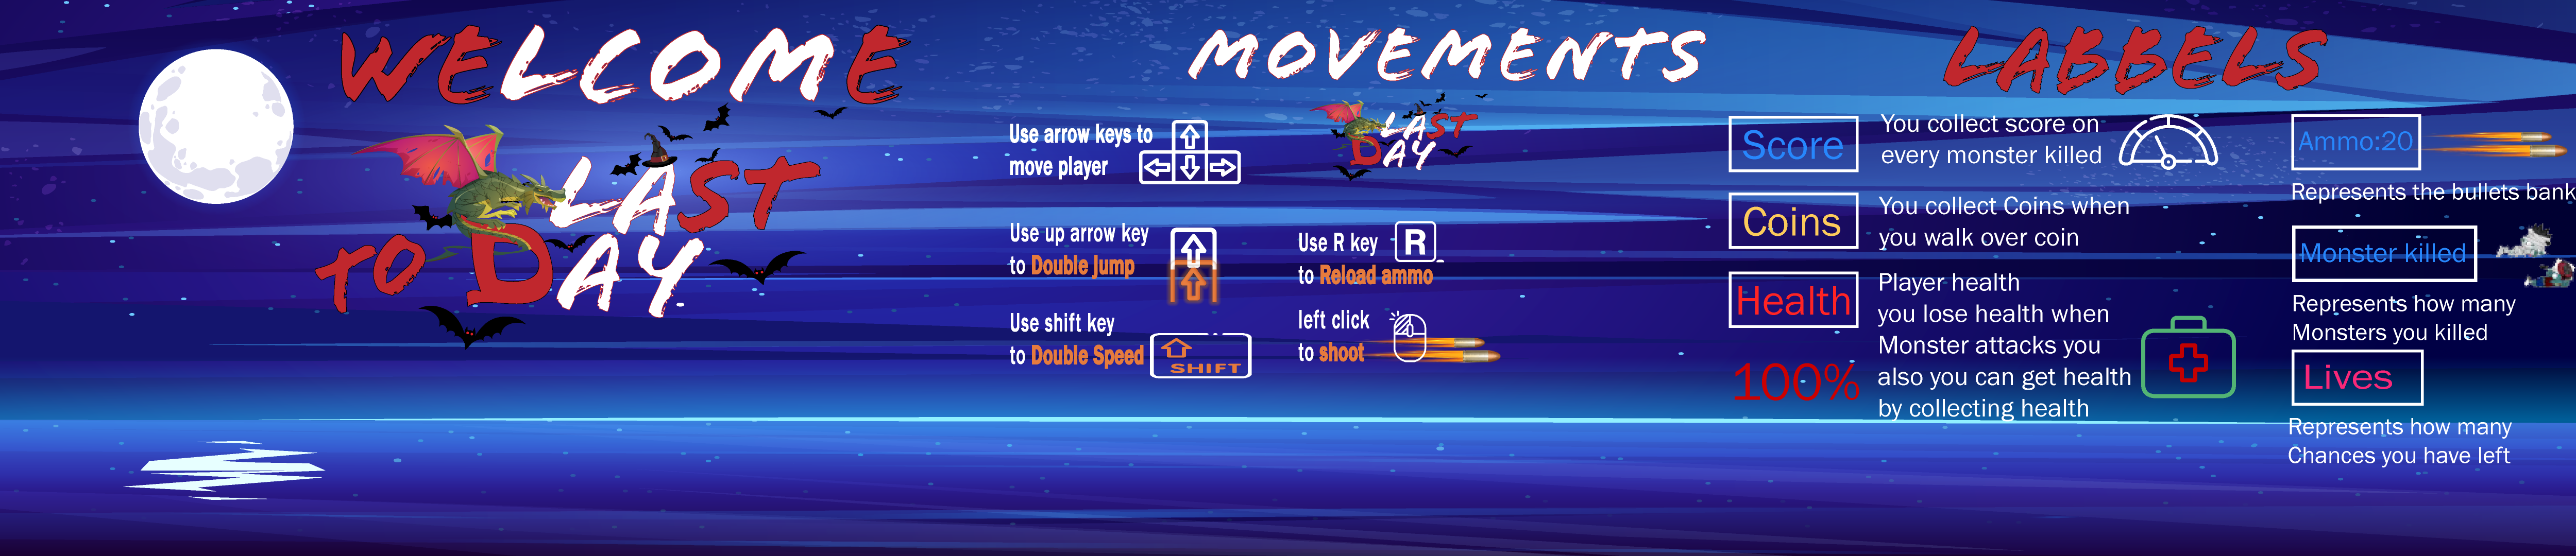 WELCOME
TO LAST
DAY
MOVEMENTS
LAST
DAY
Use arrow keys to
move player
Use up arrow key
to Double jump
Use shift key
to Double Speed
SHIFT
Use R key
R
to Reload ammo
left click
to shoot
LABBELS
Score
You collect score on
every monster killed
Coins
You collect Coins when
you walk over coin
Health
100%
Player health
you lose health when
Monster attacks you
also you can get health
by collecting health
Ammo:20
Represents the bullets bank
Monster killed
Represents how many
Monsters you killed
Lives
Represents how many
Chances you have left